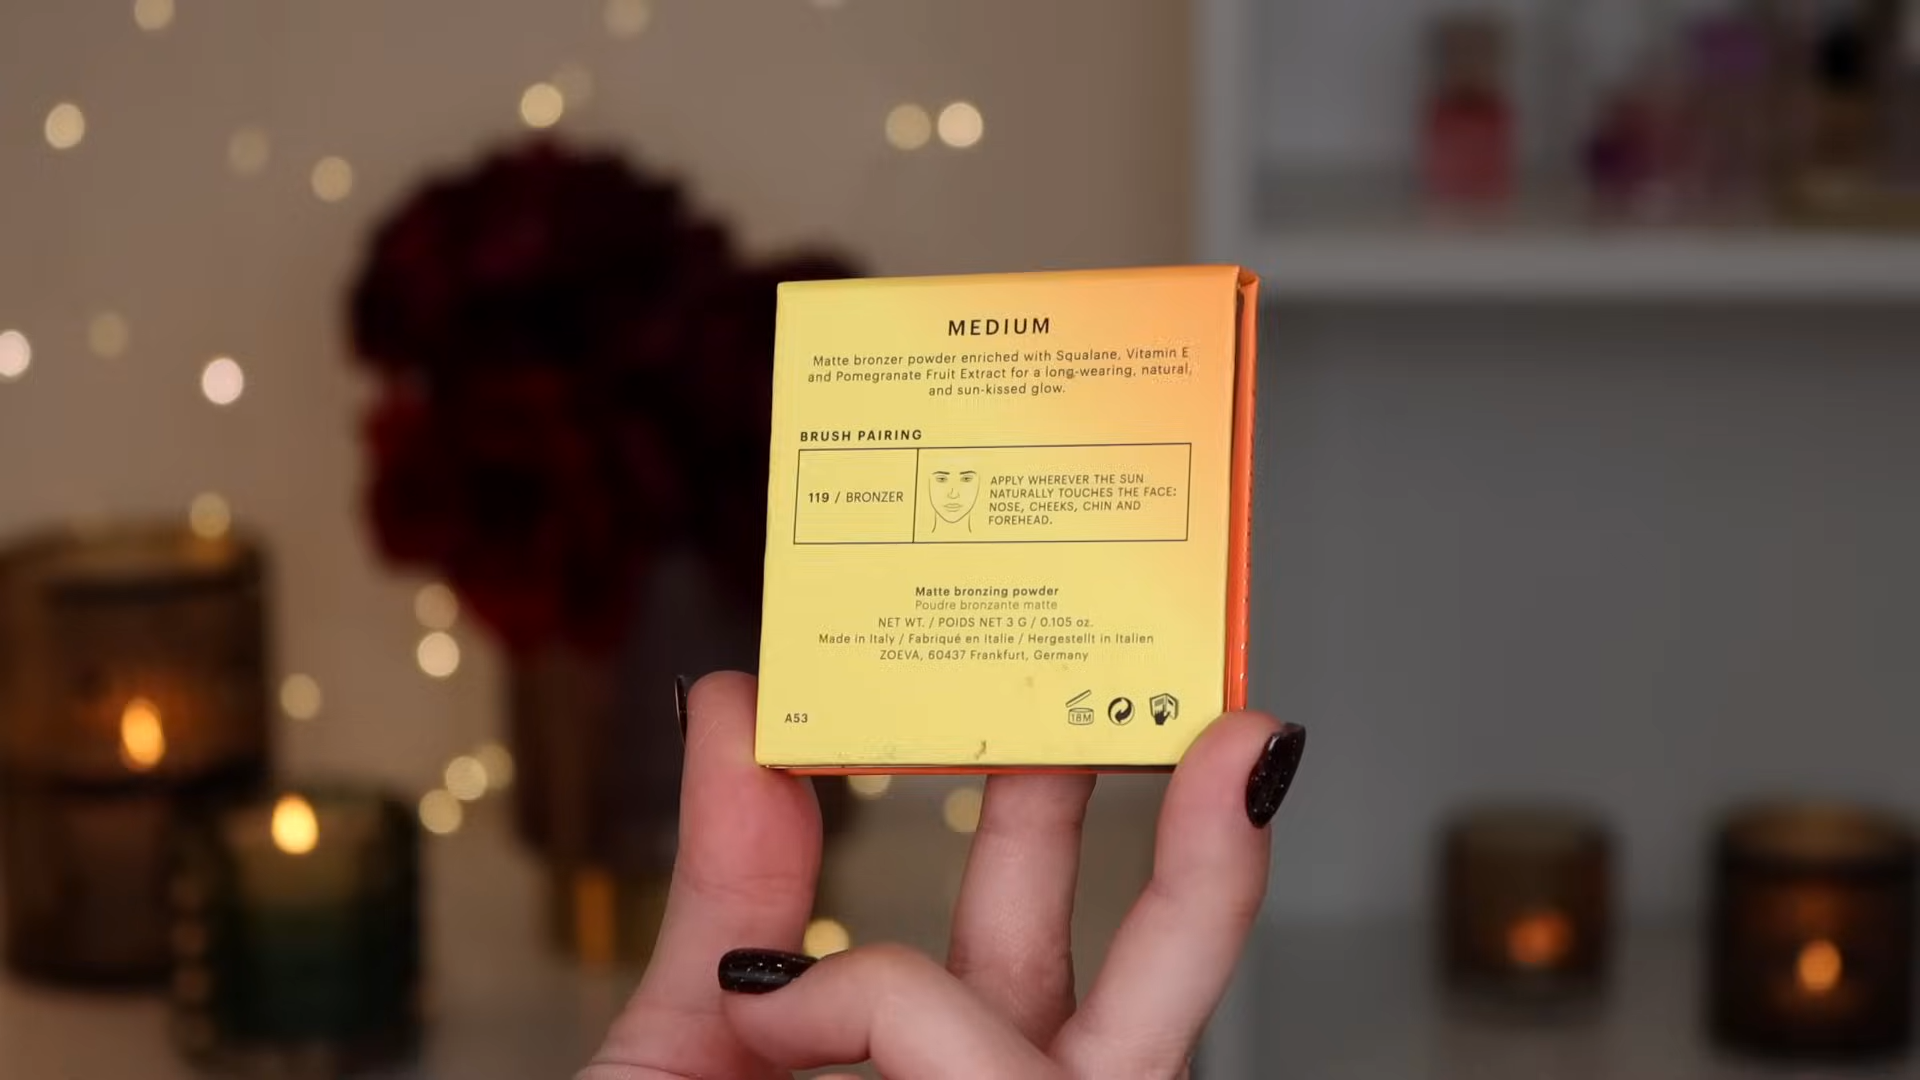 MEDIUM
Matte bronzer powder enriched with Squalane, Vitamin E
and Pomegranate Fruit Extract for a long-wearing, natural,
and sun-kissed glow.
BRUSH PAIRING
119 / BRONZER
APPLY WHEREVER THE SUN
NATURALLY TOUCHES THE FACE:
NOSE, CHEEKS, CHIN AND
FOREHEAD.
Matte bronzing powder
Poudre bronzante matte
NET WT. / POIDS NET 3 G / 0.105 oz.
Made in Italy / Fabriqué en Italie / Hergestellt in Italien
ZOEVA, 60437 Frankfurt, Germany
A53
18M